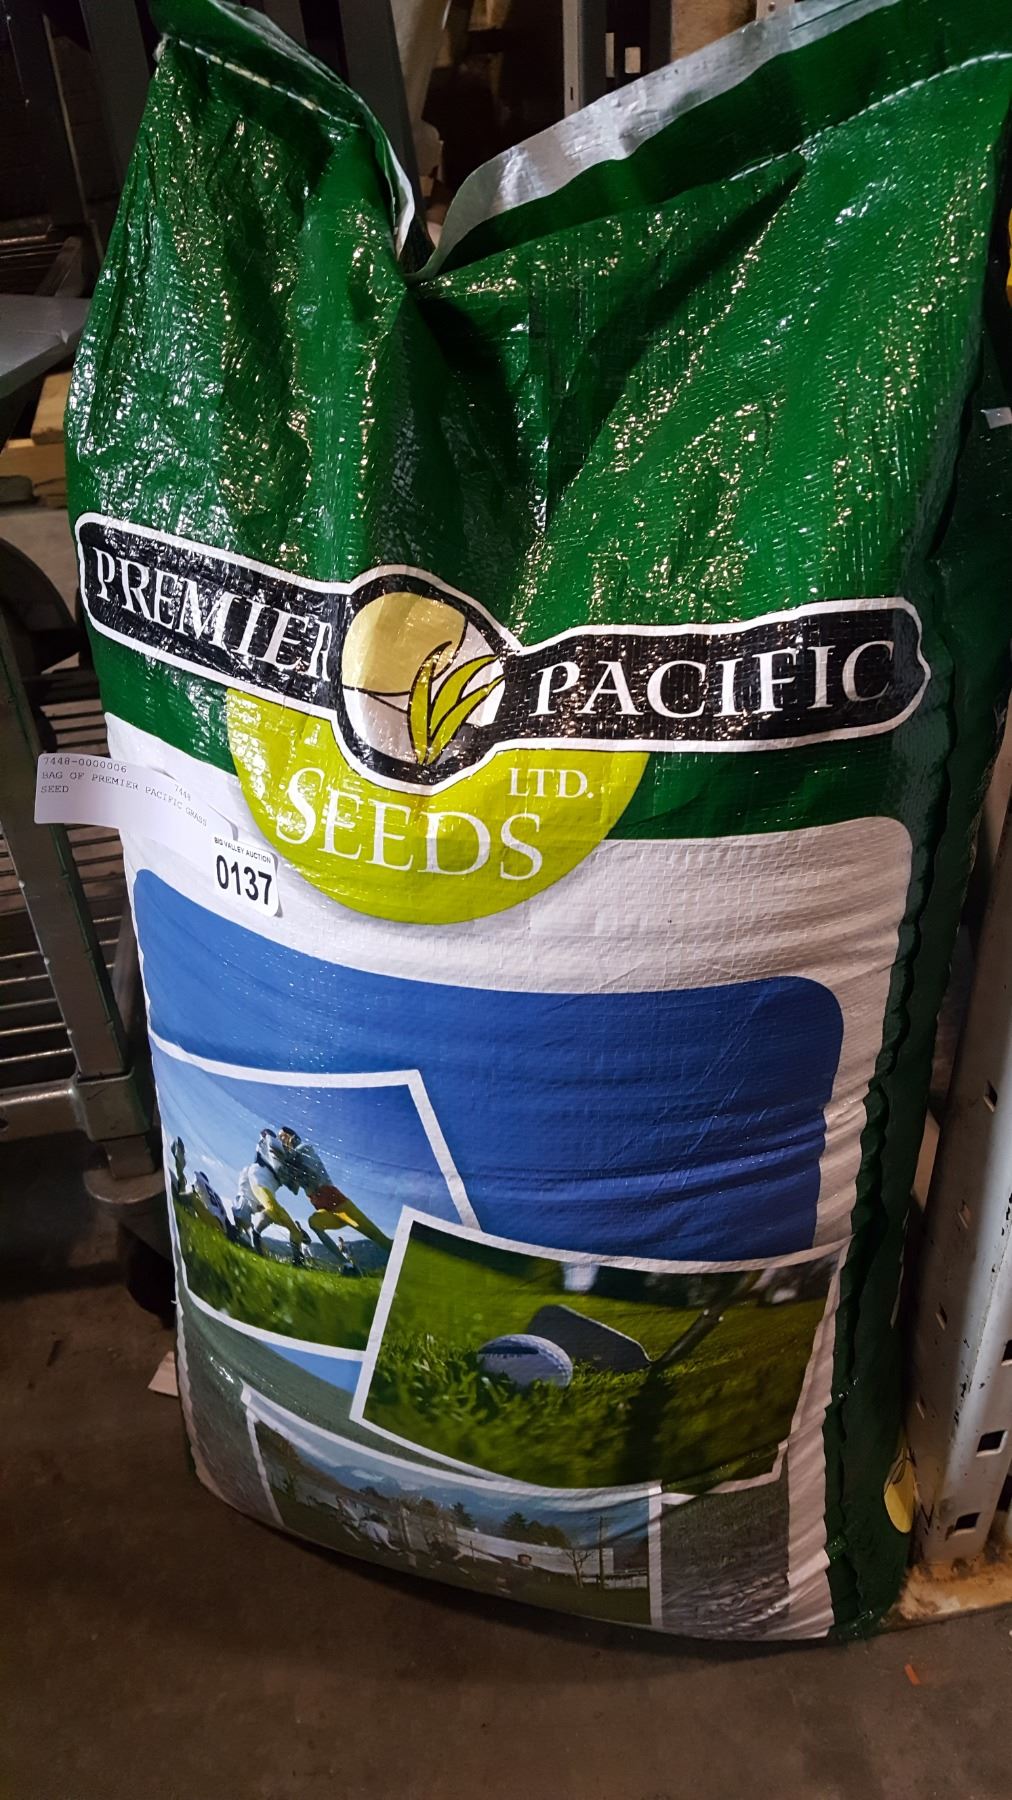 PREMIER PACIFIC
SEEDS LTD.
7448-0000006
7448
BAG OF PREMIER PACIFIC GRASS
SEED
BIG VALLEY AUCTION
0137